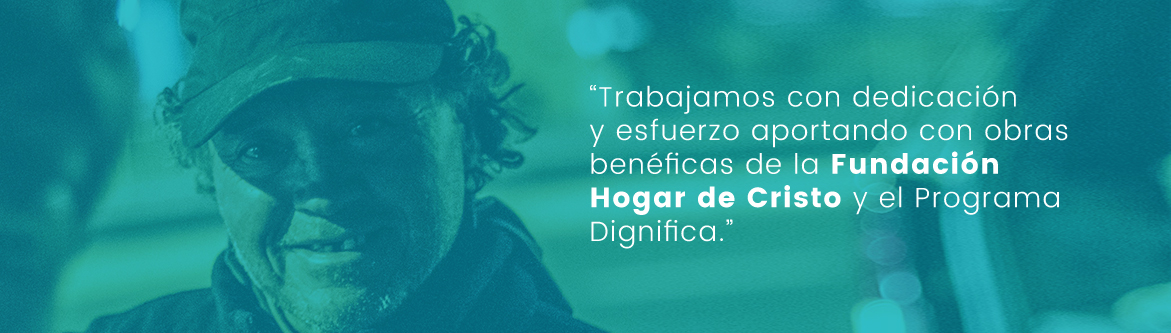 “Trabajamos con dedicación
y esfuerzo aportando con obras
benéficas de la Fundación
Hogar de Cristo y el Programa
Dignifica.”